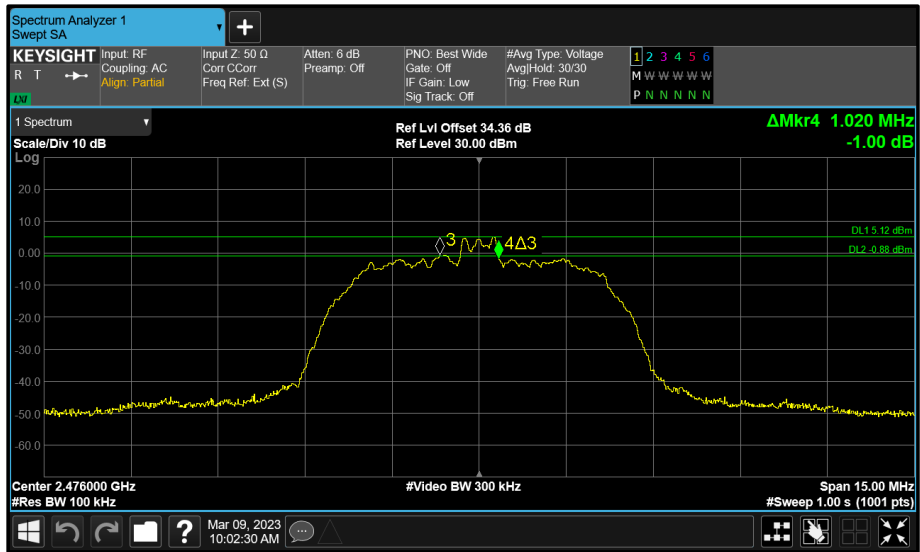 Spectrum Analyzer 1
Swept SA
KEYSIGHT
R T
LXI
Input: RF
Coupling: AC
Align: Partial
Input Z: 50 Ω
Corr CCorr
Freq Ref: Ext (S)
Atten: 6 dB
Preamp: Off
PNO: Best Wide
Gate: Off
IF Gain: Low
Sig Track: Off
#Avg Type: Voltage
Avg|Hold: 30/30
Trig: Free Run
1 2 3 4 5 6
M W W W W W
P N N N N N
1 Spectrum
Scale/Div 10 dB
Ref Lvl Offset 34.36 dB
Ref Level 30.00 dBm
ΔMkr4 1.020 MHz
-1.00 dB
Log
20.0
10.0
0.00
-10.0
-20.0
-30.0
-40.0
-50.0
-60.0
3
4Δ3
DL1 5.12 dBm
DL2 -0.88 dBm
Center 2.476000 GHz
#Video BW 300 kHz
Span 15.00 MHz
#Res BW 100 kHz
#Sweep 1.00 s (1001 pts)
Mar 09, 2023
10:02:30 AM